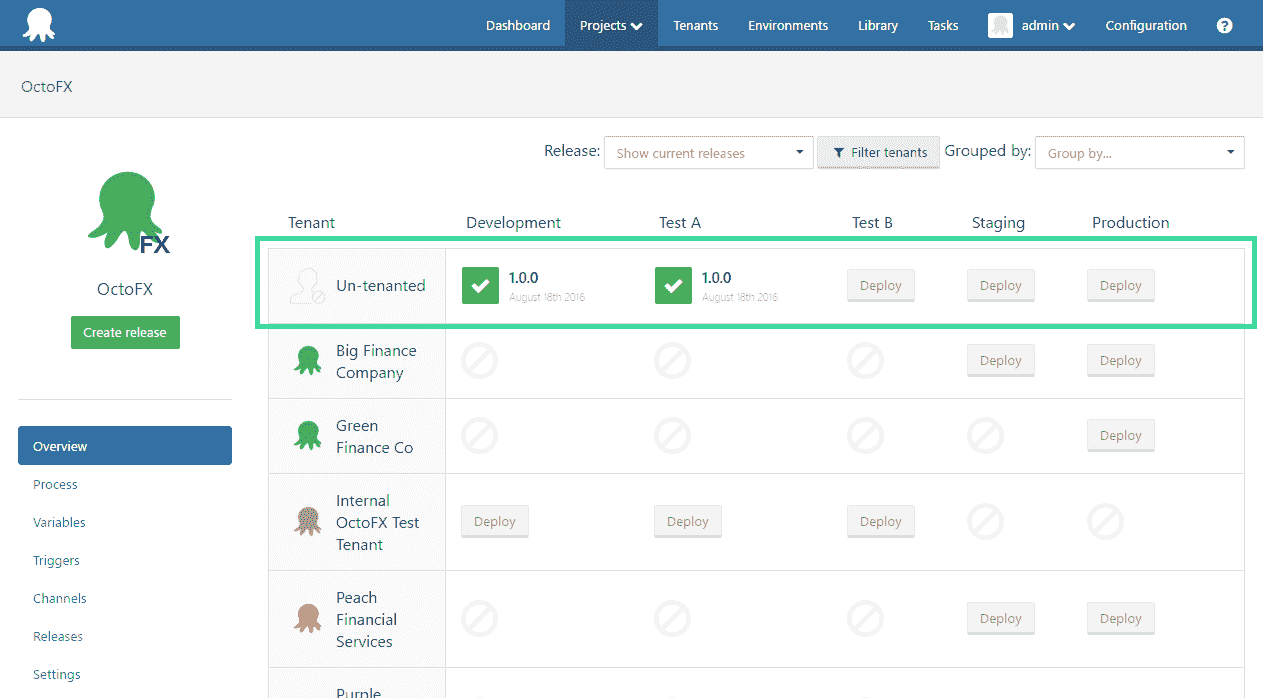 Dashboard Projects Tenants Environments Library Tasks admin Configuration ?
OctoFX
Release: Show current releases Filter tenants Grouped by: Group by...
FX
OctoFX
Create release
Overview
Process
Variables
Triggers
Channels
Releases
Settings
Tenant Development Test A Test B Staging Production
Un-tenanted 1.0.0 1.0.0 Deploy Deploy Deploy
August 18th 2016 August 18th 2016
Big Finance
Company
Deploy Deploy
Green
Finance Co
Deploy
Internal
OctoFX Test
Tenant
Deploy Deploy Deploy
Peach
Financial
Services
Deploy Deploy
Purple